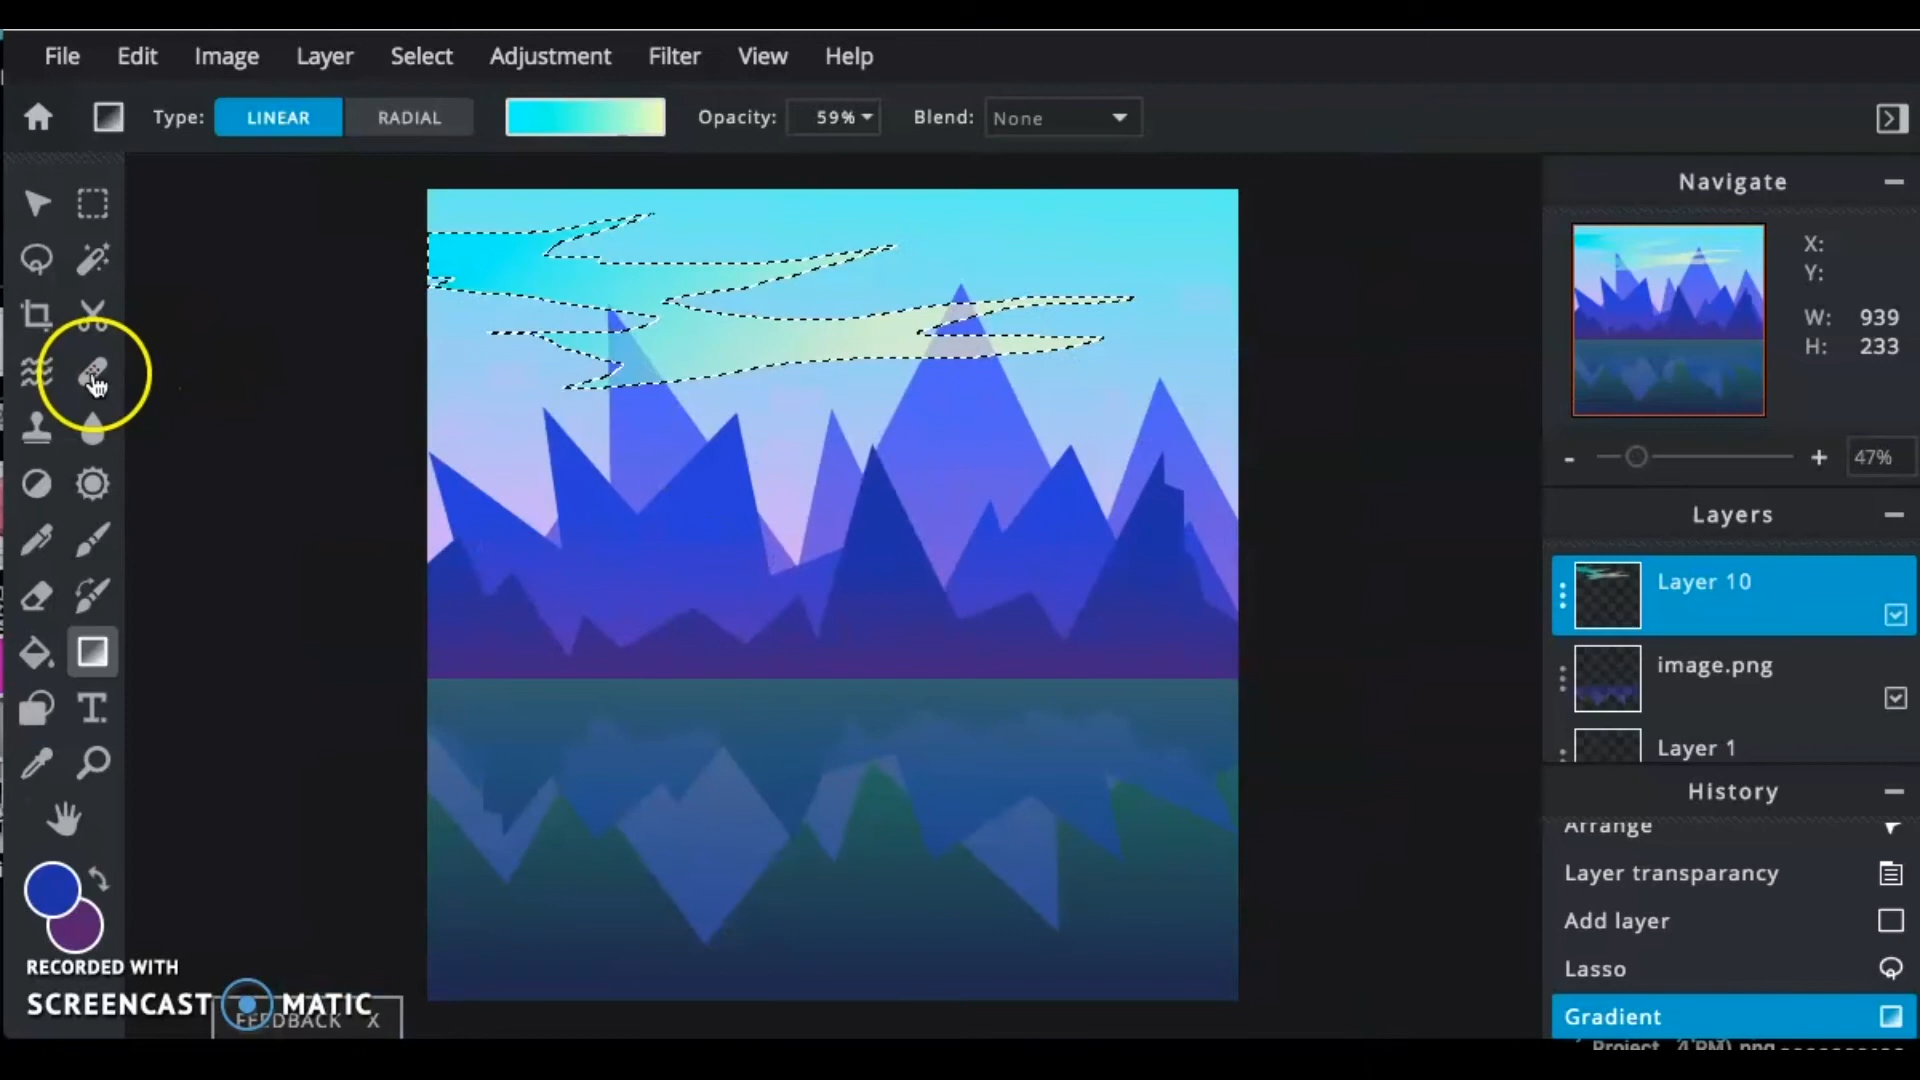 File Edit Image Layer Select Adjustment Filter View Help
Type: LINEAR RADIAL Opacity: 59% Blend: None
Navigate
X:
Y:
W: 939
H: 233
- + 47%
Layers
Layer 10
image.png
Layer 1
History
Arrange
Layer transparancy
Add layer
Lasso
Gradient
T.
RECORDED WITH
SCREENCAST MATIC
FEEDBACK X